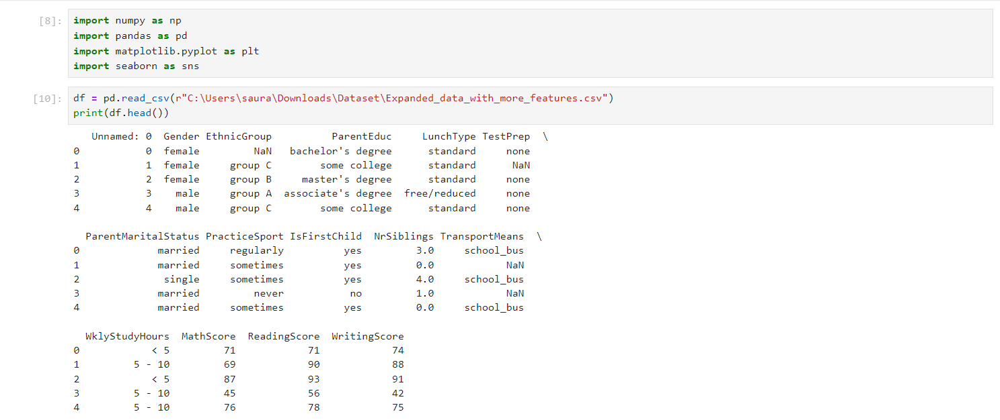 [8]: import numpy as np
import pandas as pd
import matplotlib.pyplot as plt
import seaborn as sns
[10]: df = pd.read_csv(r"C:\Users\saura\Downloads\Dataset\Expanded_data_with_more_features.csv")
print(df.head())
   Unnamed: 0  Gender EthnicGroup          ParentEduc     LunchType TestPrep  \
0           0  female         NaN   bachelor's degree      standard     none
1           1  female     group C        some college      standard      NaN
2           2  female     group B     master's degree      standard     none
3           3    male     group A  associate's degree  free/reduced     none
4           4    male     group C        some college      standard     none
  ParentMaritalStatus PracticeSport IsFirstChild  NrSiblings TransportMeans  \
0             married     regularly          yes         3.0     school_bus
1             married     sometimes          yes         0.0            NaN
2              single     sometimes          yes         4.0     school_bus
3             married         never           no         1.0            NaN
4             married     sometimes          yes         0.0     school_bus
  WklyStudyHours  MathScore  ReadingScore  WritingScore
0            < 5         71            71            74
1         5 - 10         69            90            88
2            < 5         87            93            91
3         5 - 10         45            56            42
4         5 - 10         76            78            75